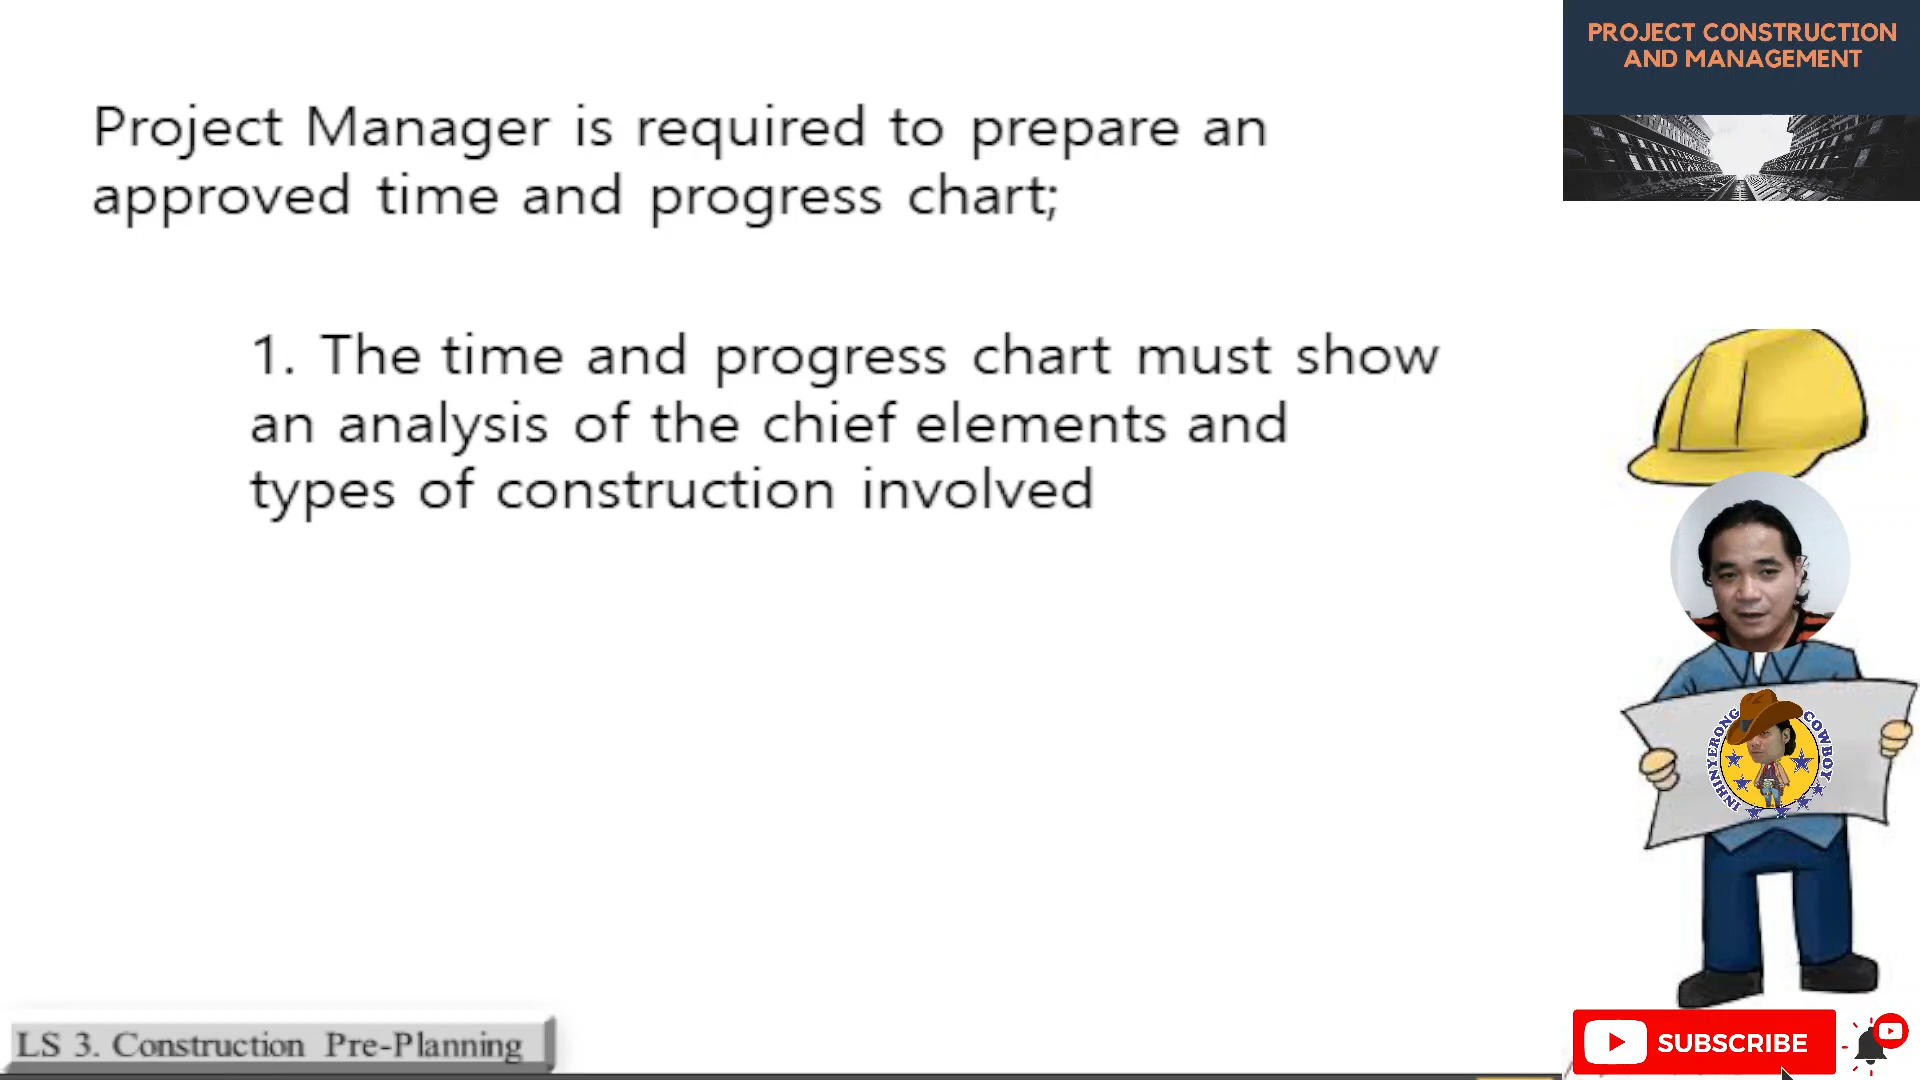 PROJECT CONSTRUCTION
AND MANAGEMENT
Project Manager is required to prepare an
approved time and progress chart;
1. The time and progress chart must show
an analysis of the chief elements and
types of construction involved
INHINYERONG COWBOY
LS 3. Construction Pre-Planning
SUBSCRIBE